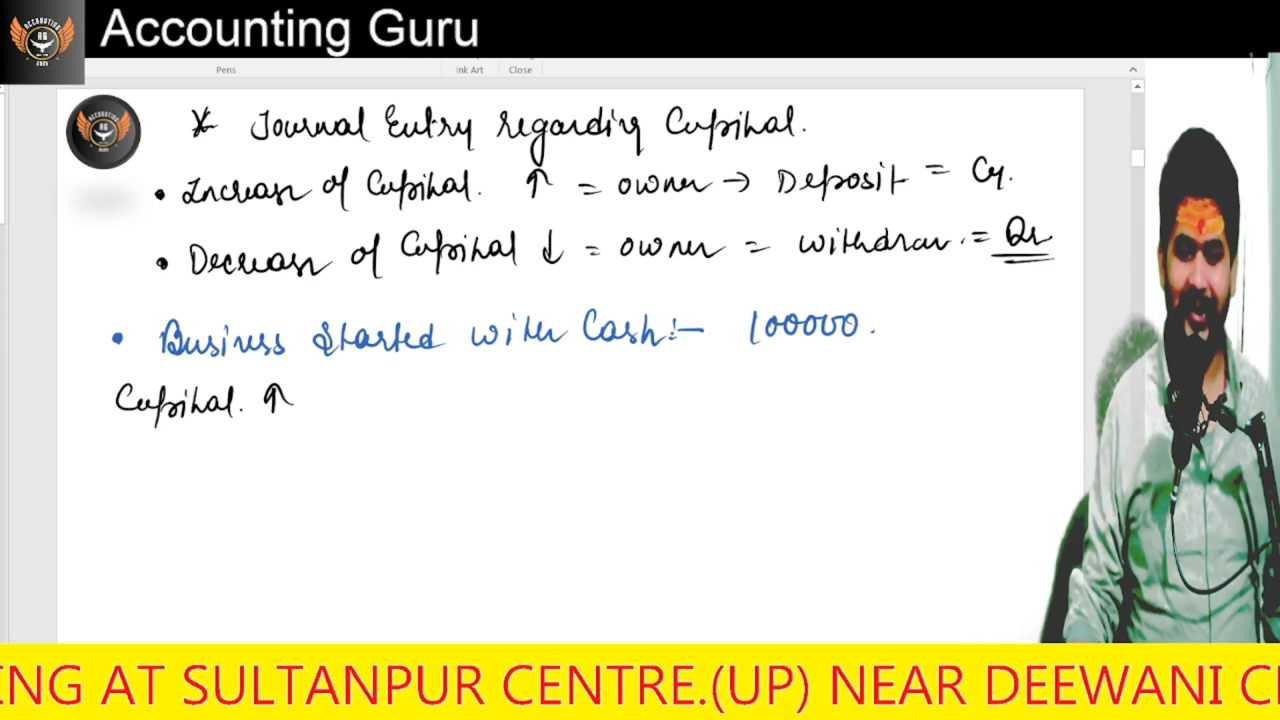 Accounting Guru
Pens
Ink Art
Close
Journal Entry regarding Capital.
• Increase of Capital. ↑ = owner → Deposit = Cr.
• Decrease of Capital ↓ = owner = withdraw. = Dr
• Business Started with Cash:- 100000.
Capital. ↑
NG AT SULTANPUR CENTRE.(UP) NEAR DEEWANI C